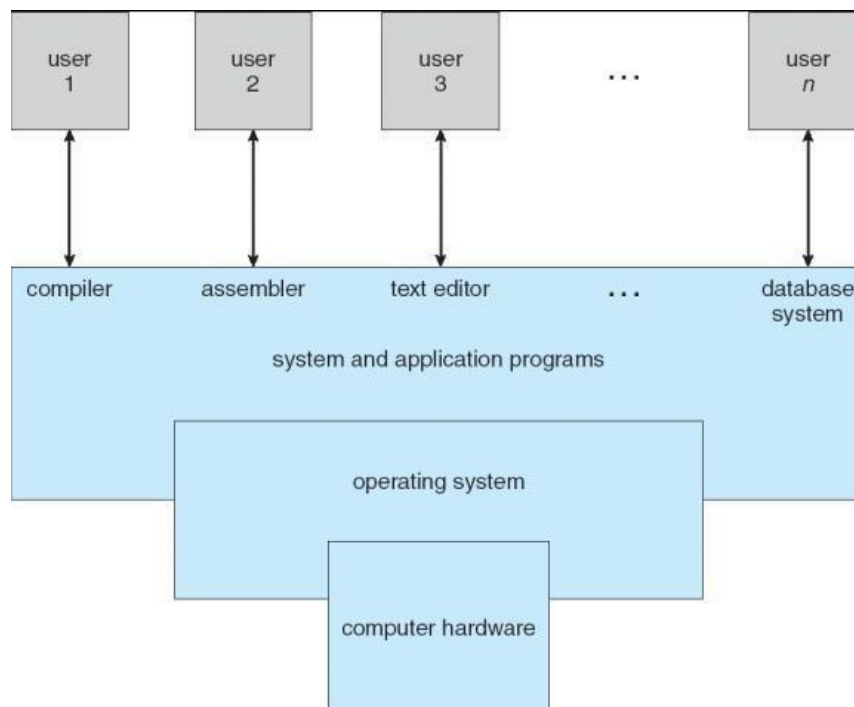 user
1
user
2
user
3
...
user
n
compiler
assembler
text editor
...
database
system
system and application programs
operating system
computer hardware